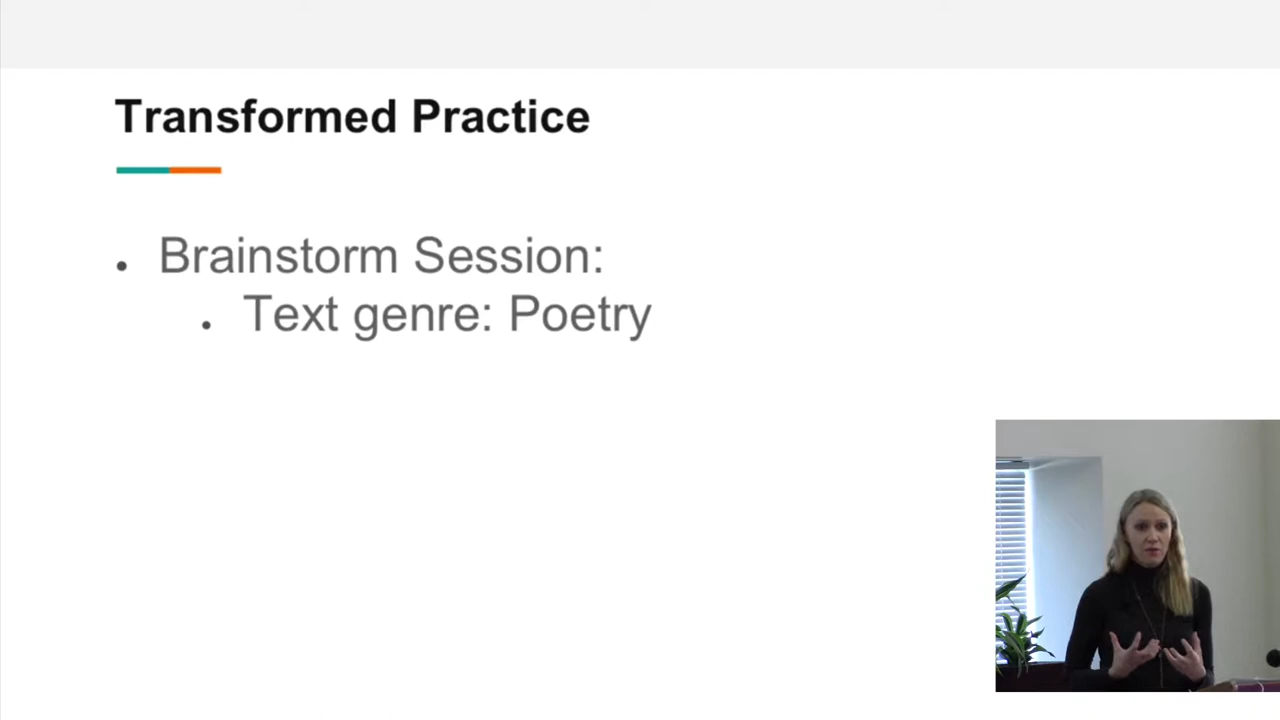 Transformed Practice
Brainstorm Session:
Text genre: Poetry